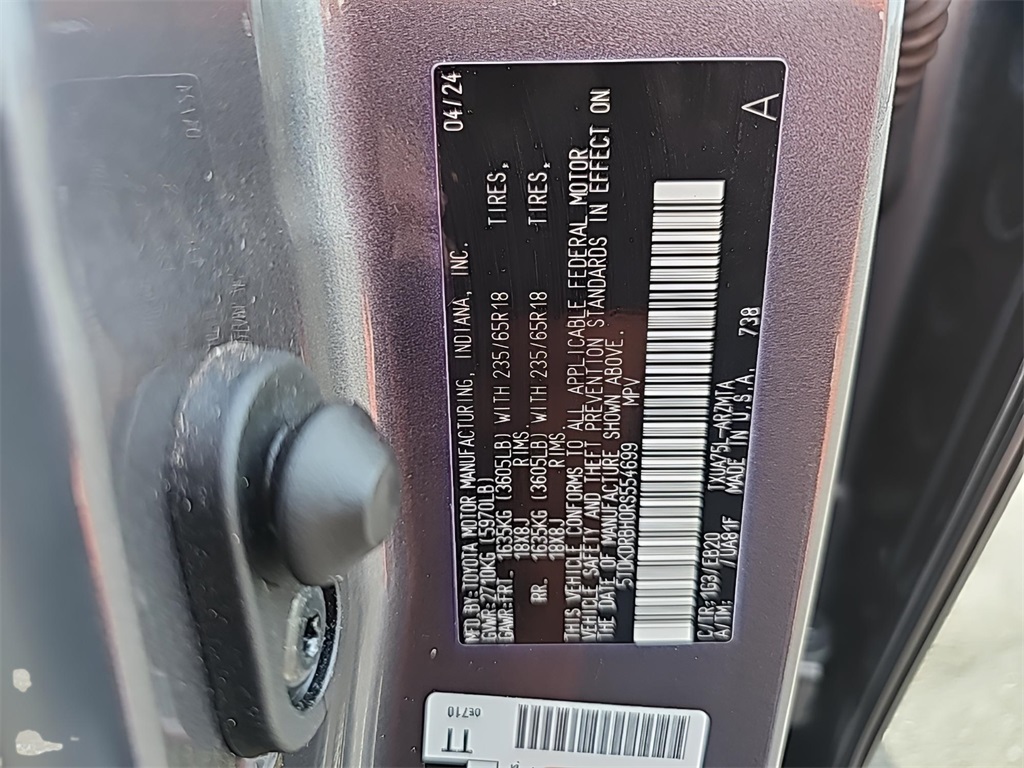 MFD.BY:TOYOTA MOTOR MANUFACTURING, INDIANA, INC. 04/24
GVWR-2710KG (5970LB)
GAWR-FRT. 1635KG (3605LB) WITH 235/65R18 TIRES,
18X8J RIMS.
RR. 1635KG (3605LB) WITH 235/65R18 TIRES,
18X8J RIMS.
THIS VEHICLE CONFORMS TO ALL APPLICABLE FEDERAL MOTOR
VEHICLE SAFETY AND THEFT PREVENTION STANDARDS IN EFFECT ON
THE DATE OF MANUFACTURE SHOWN ABOVE.
5TDKDRBH0RS554699 MPV
C/TR: 1G3/EB20 TXUA75L-ARZMTA
A/TM: /UA81F MADE IN U.S.A. 738
A
0E710